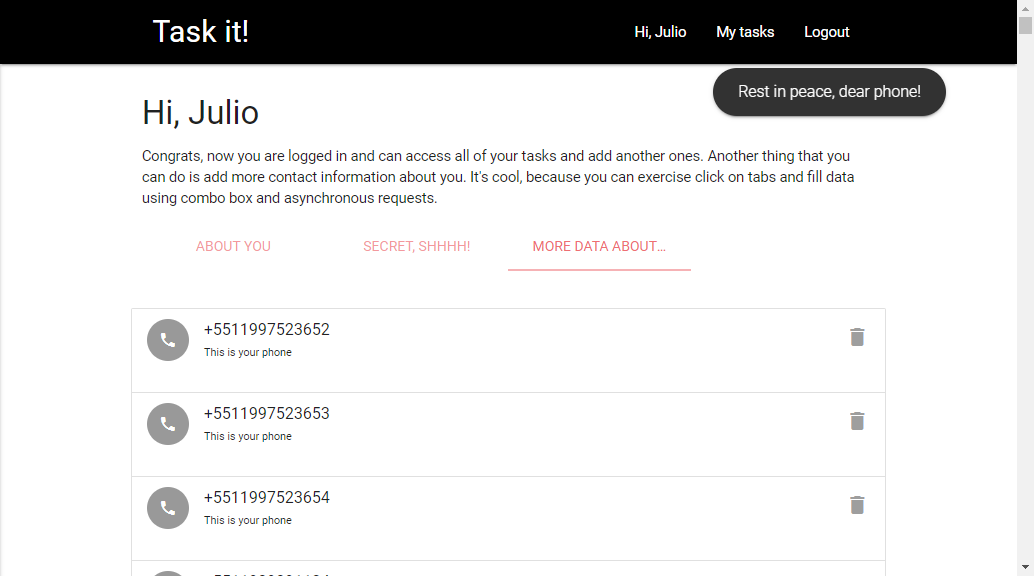 Task it!
Hi, Julio
My tasks
Logout
Rest in peace, dear phone!
Hi, Julio
Congrats, now you are logged in and can access all of your tasks and add another ones. Another thing that you
can do is add more contact information about you. It's cool, because you can exercise click on tabs and fill data
using combo box and asynchronous requests.
ABOUT YOU
SECRET, SHHHH!
MORE DATA ABOUT...
+5511997523652
This is your phone
+5511997523653
This is your phone
+5511997523654
This is your phone